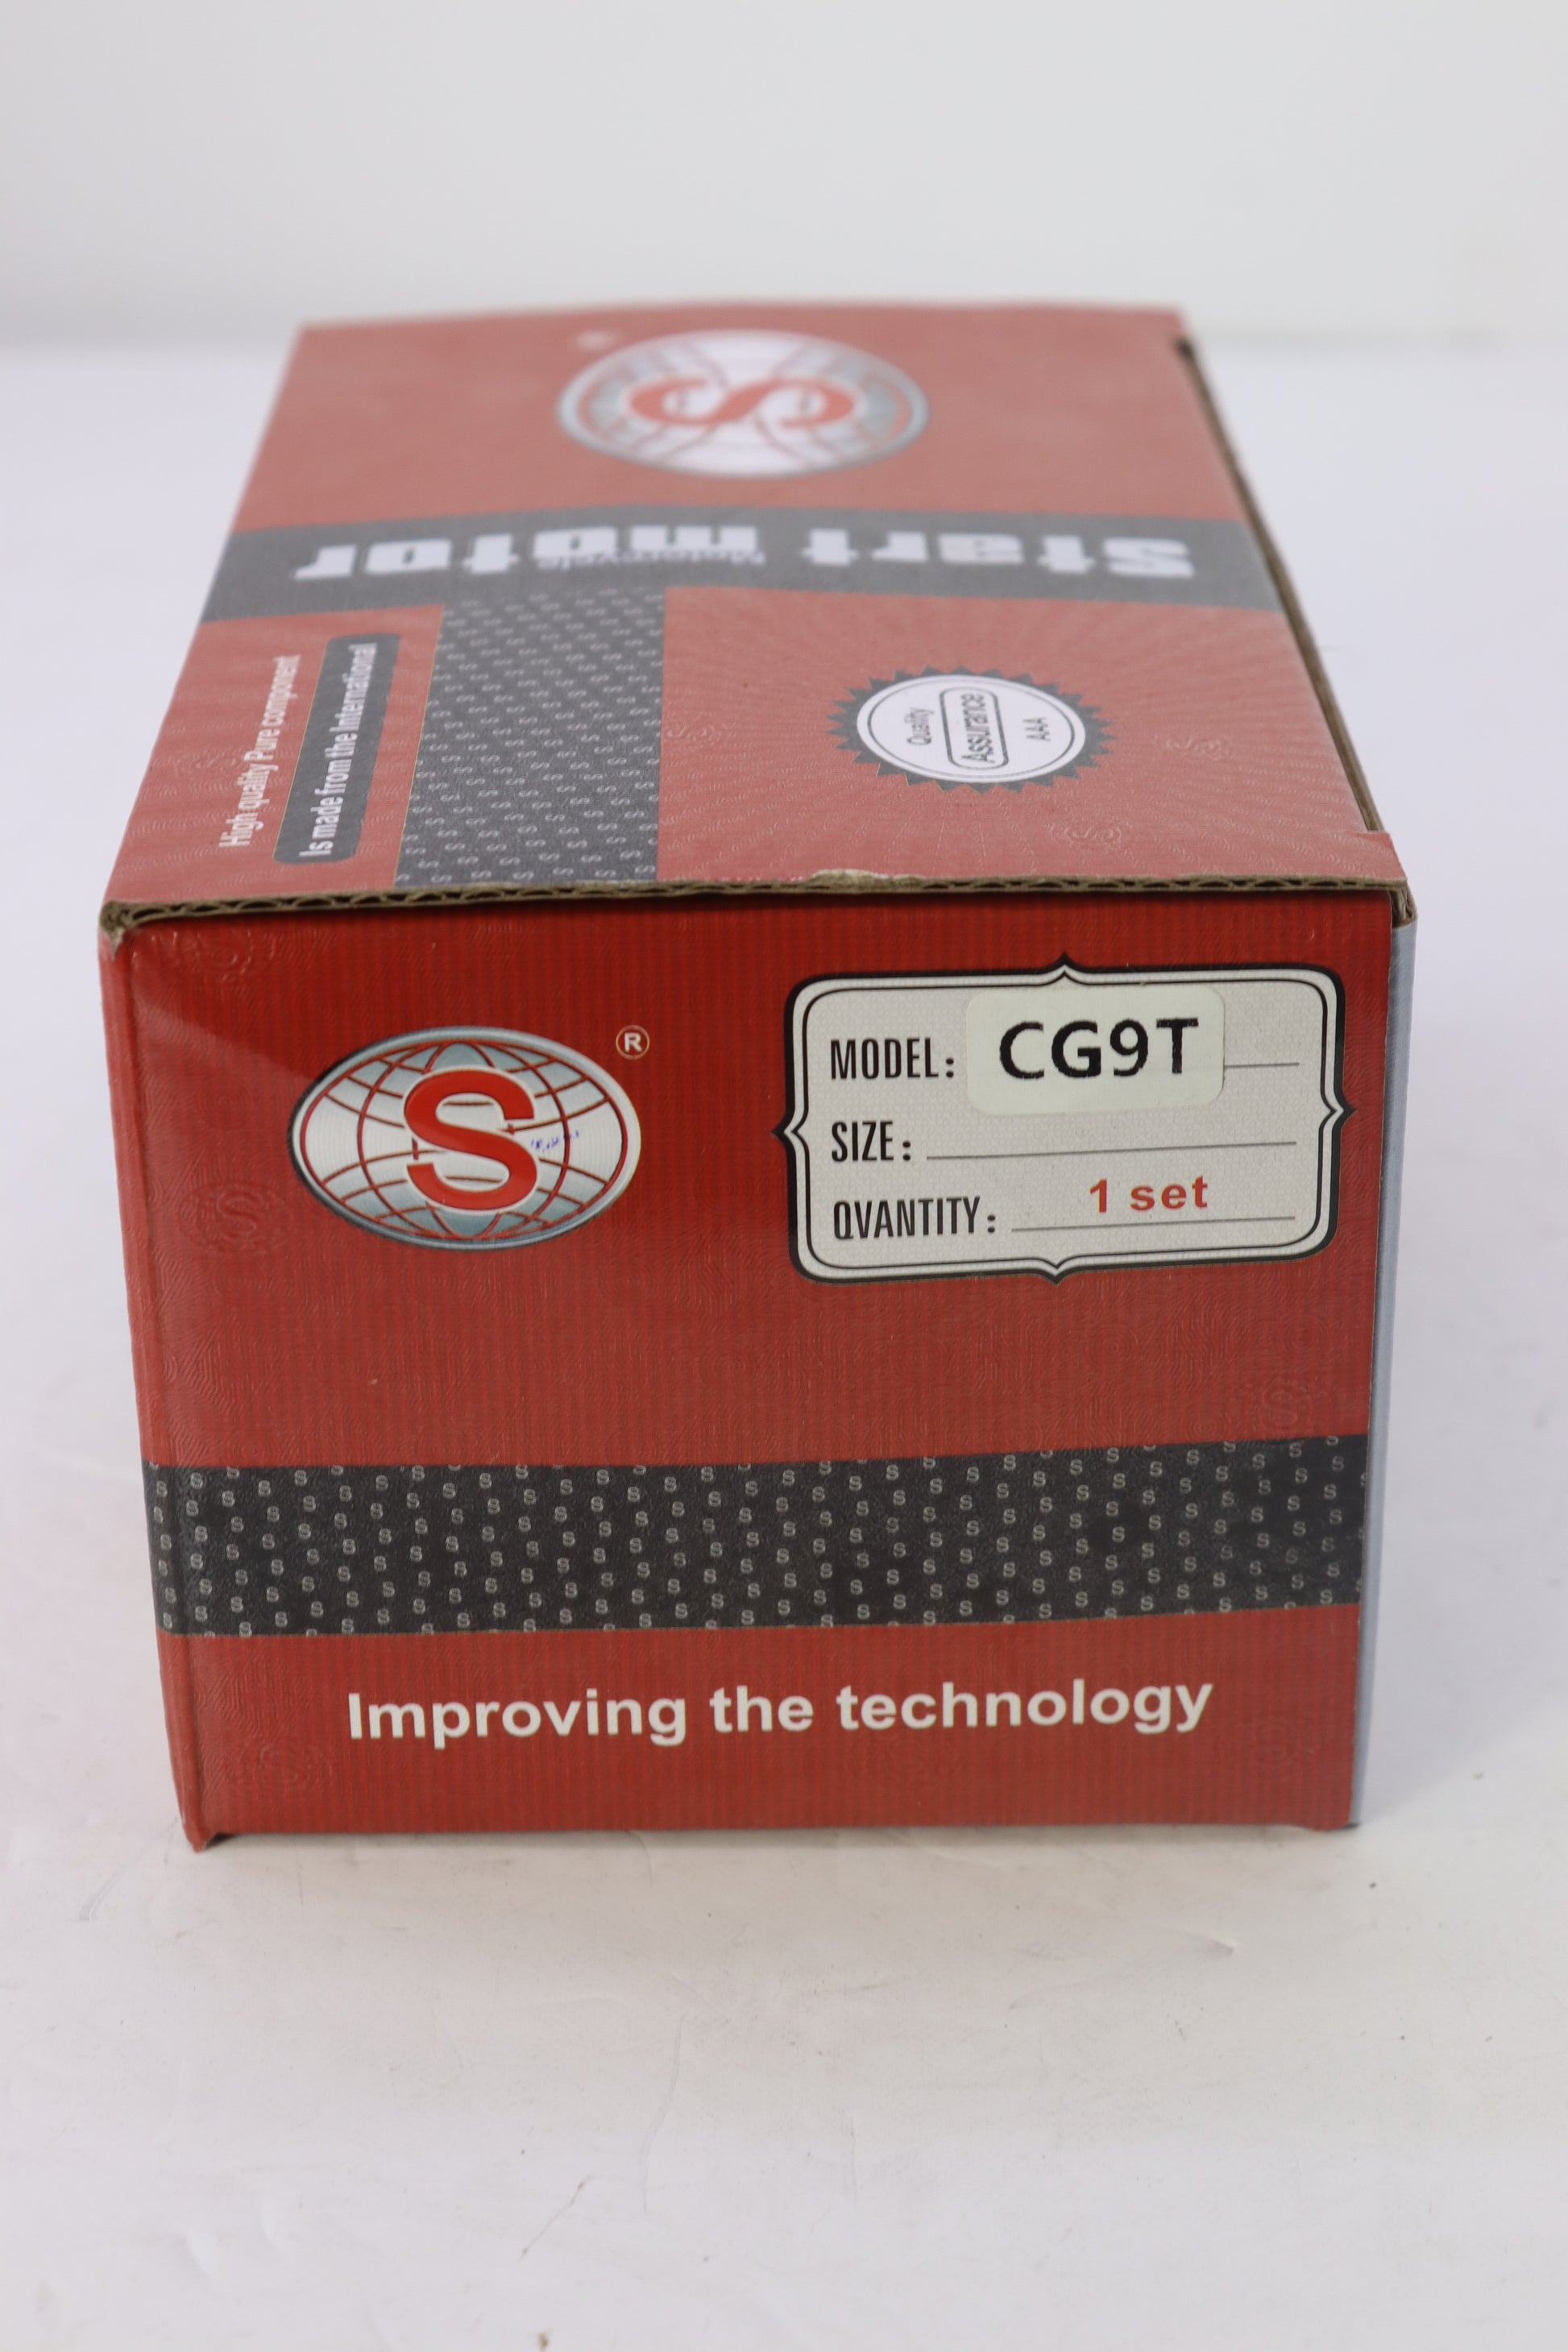 S
start motor
Motorcycle
High quality Pure component
Is made from the International
Quality
Assurance
AAA
S
®
MODEL: CG9T
SIZE:
QVANTITY: 1 set
Improving the technology